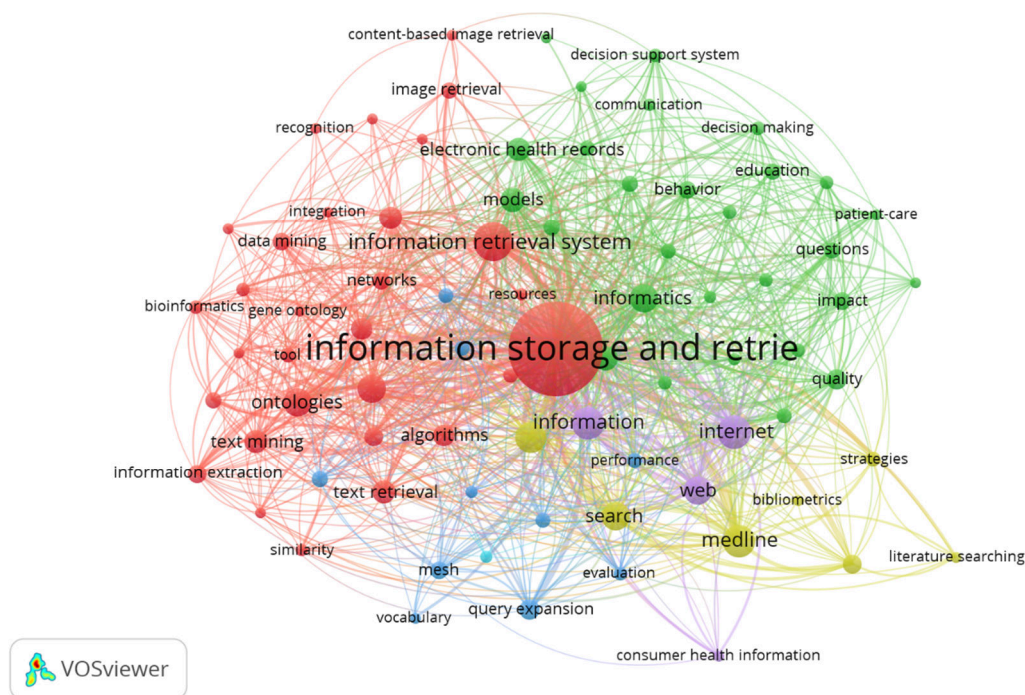 content-based image retrieval
decision support system
image retrieval
communication
recognition
decision making
electronic health records
education
behavior
models
integration
patient-care
data mining
information retrieval system
questions
networks
resources
informatics
impact
bioinformatics
gene ontology
tool
information storage and retrie
quality
ontologies
information
internet
text mining
algorithms
strategies
performance
information extraction
text retrieval
web
bibliometrics
search
medline
similarity
literature searching
mesh
evaluation
query expansion
vocabulary
consumer health information
VOSviewer